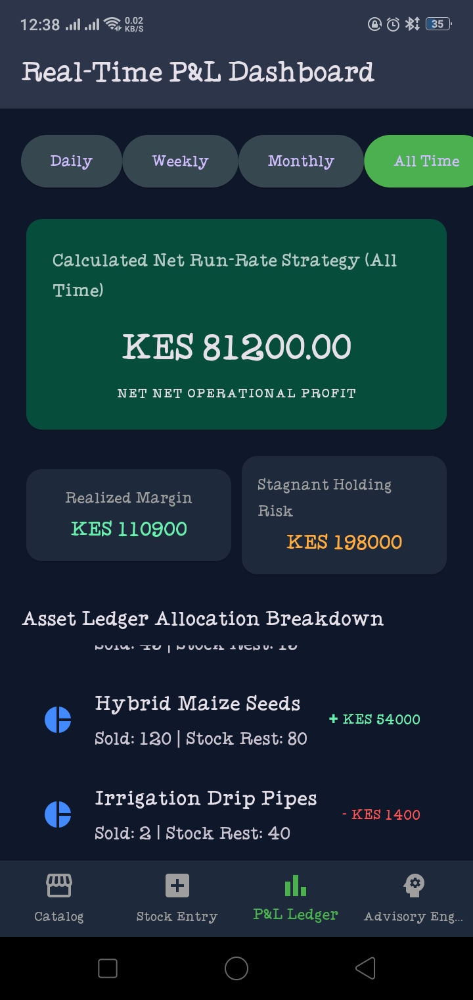 12:38
0.02
KB/S
35
Real-Time P&L Dashboard
Daily Weekly Monthly All Time
Calculated Net Run-Rate Strategy (All
Time)
KES 81200.00
NET NET OPERATIONAL PROFIT
Realized Margin
KES 110900
Stagnant Holding
Risk
KES 198000
Asset Ledger Allocation Breakdown
Hybrid Maize Seeds
+ KES 54000
Sold: 120 | Stock Rest: 80
Irrigation Drip Pipes
- KES 1400
Sold: 2 | Stock Rest: 40
Catalog Stock Entry P&L Ledger Advisory Eng...